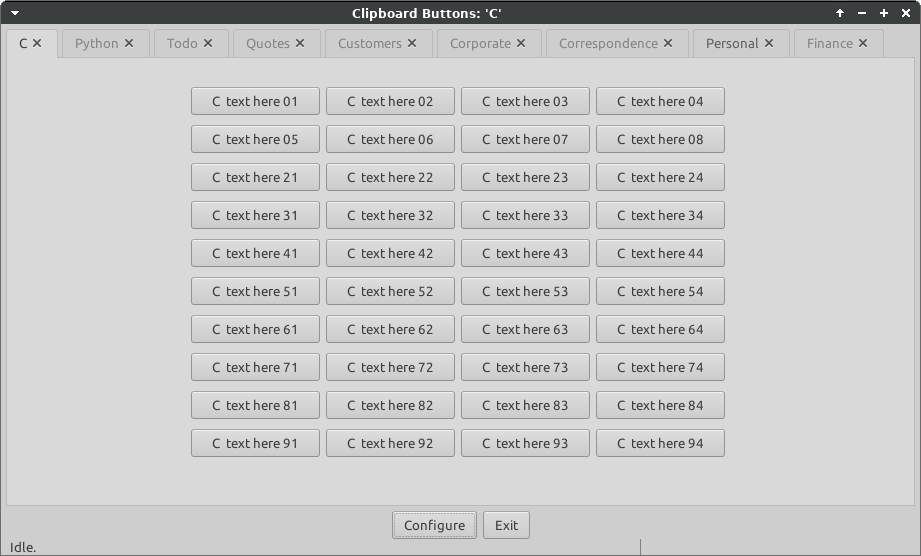 Clipboard Buttons: 'C'
C Python Todo Quotes Customers Corporate Correspondence Personal Finance
C text here 01 C text here 02 C text here 03 C text here 04
C text here 05 C text here 06 C text here 07 C text here 08
C text here 21 C text here 22 C text here 23 C text here 24
C text here 31 C text here 32 C text here 33 C text here 34
C text here 41 C text here 42 C text here 43 C text here 44
C text here 51 C text here 52 C text here 53 C text here 54
C text here 61 C text here 62 C text here 63 C text here 64
C text here 71 C text here 72 C text here 73 C text here 74
C text here 81 C text here 82 C text here 83 C text here 84
C text here 91 C text here 92 C text here 93 C text here 94
Configure Exit
Idle.